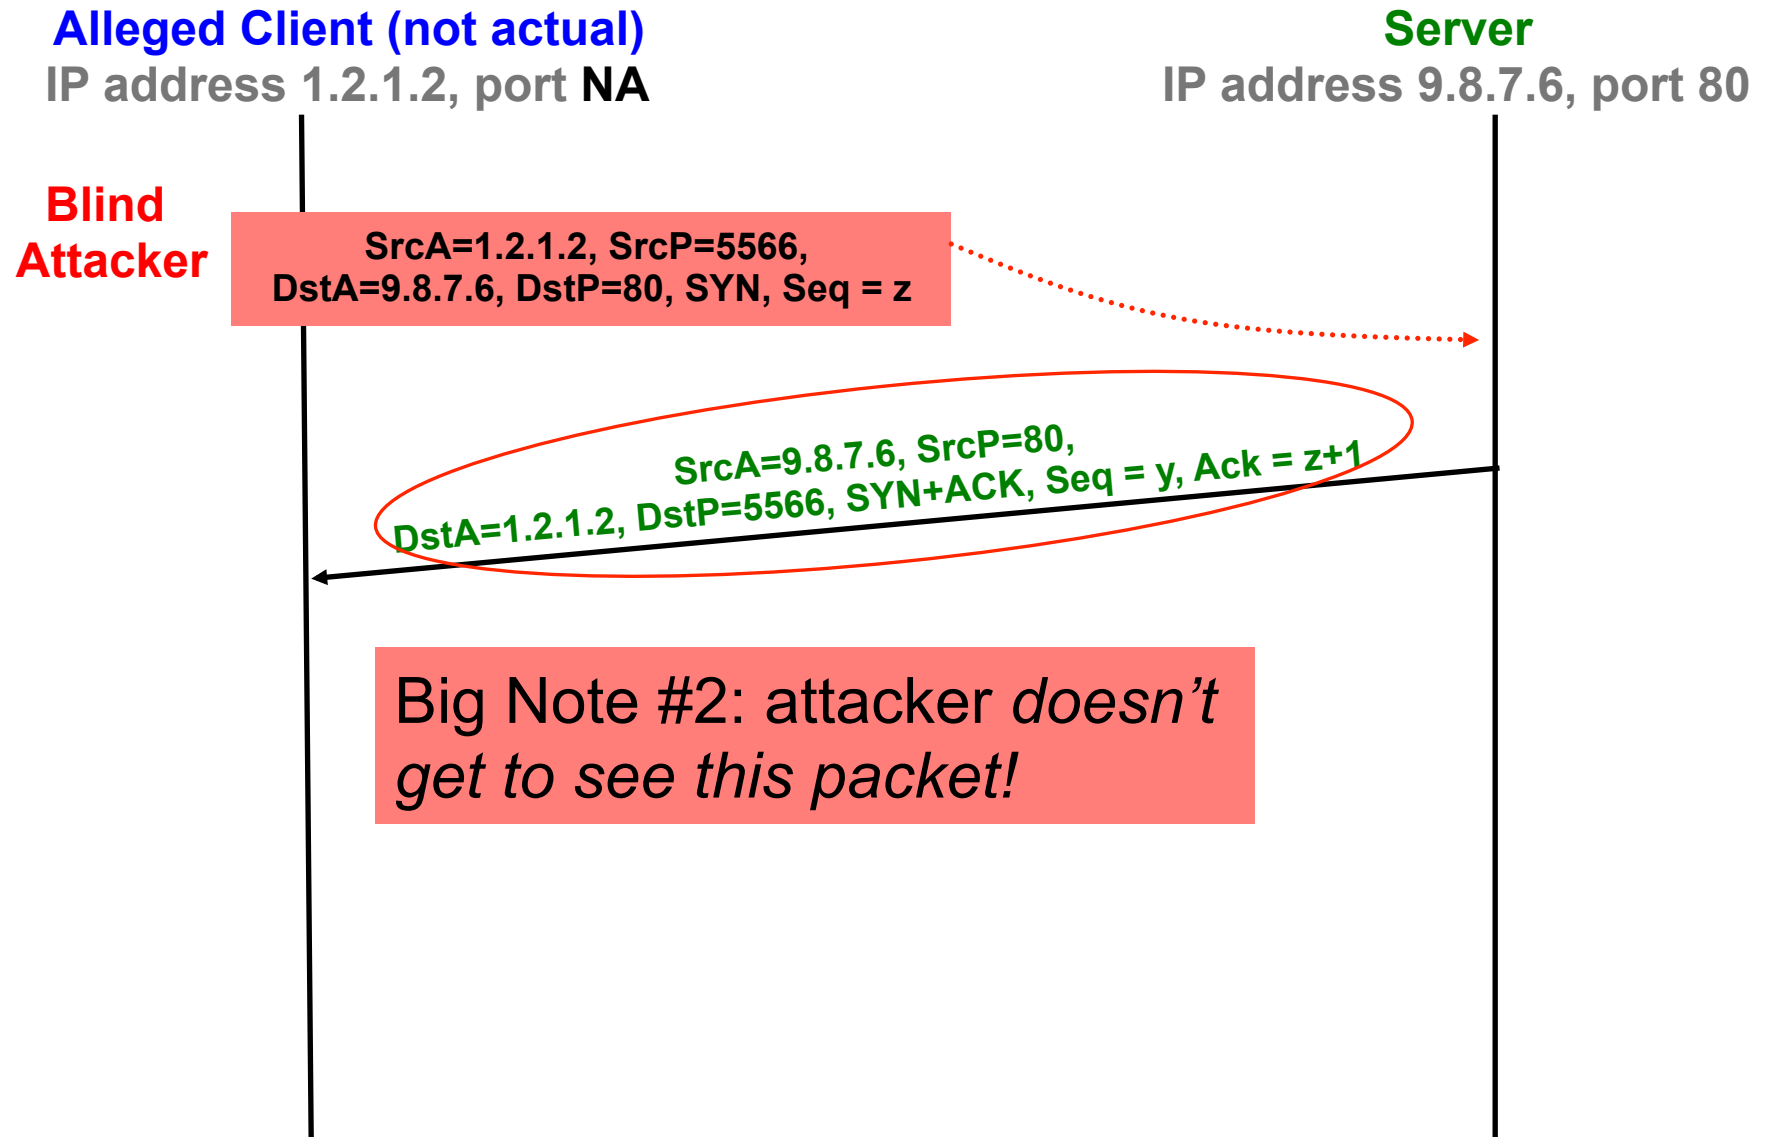 Alleged Client (not actual)
IP address 1.2.1.2, port NA
Server
IP address 9.8.7.6, port 80
Blind
Attacker
SrcA=1.2.1.2, SrcP=5566,
DstA=9.8.7.6, DstP=80, SYN, Seq = z
SrcA=9.8.7.6, SrcP=80,
DstA=1.2.1.2, DstP=5566, SYN+ACK, Seq = y, Ack = z+1
Big Note #2: attacker doesn’t
get to see this packet!